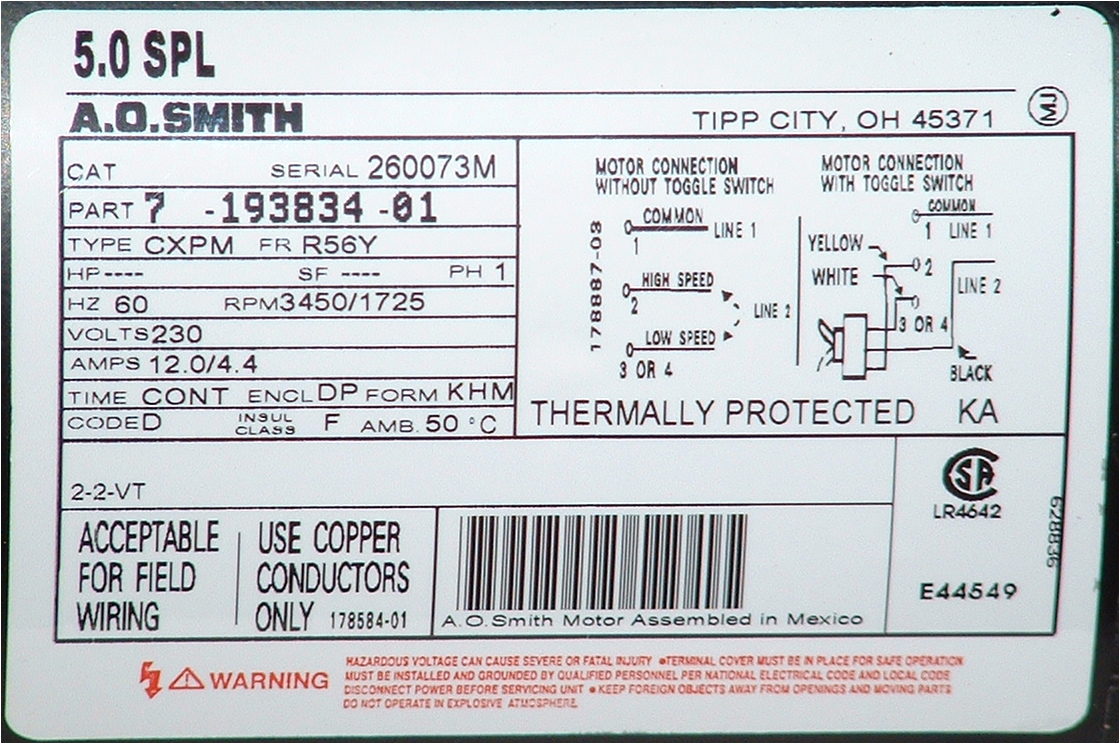 5.0 SPL
A.O.SMITH
TIPP CITY, OH 45371
CAT SERIAL 260073M
PART 7 -193834 -01
TYPE CXPM FR R56Y
HP---- SF ---- PH 1
HZ 60 RPM3450/1725
VOLTS230
AMPS 12.0/4.4
TIME CONT ENCL DP FORM KHM
CODED INSUL CLASS F AMB. 50 °C
178887-03
MOTOR CONNECTION
WITHOUT TOGGLE SWITCH
COMMON
1
LINE 1
HIGH SPEED
2
LINE 2
LOW SPEED
3 OR 4
MOTOR CONNECTION
WITH TOGGLE SWITCH
COMMON
1 LINE 1
YELLOW
2
WHITE
LINE 2
3 OR 4
BLACK
THERMALLY PROTECTED KA
2-2-VT
SA
LR4642
628836
E44549
ACCEPTABLE
FOR FIELD
WIRING
USE COPPER
CONDUCTORS
ONLY 178584-01
A.O.Smith Motor Assembled in Mexico
WARNING
HAZARDOUS VOLTAGE CAN CAUSE SEVERE OR FATAL INJURY •TERMINAL COVER MUST BE IN PLACE FOR SAFE OPERATION
MUST BE INSTALLED AND GROUNDED BY QUALIFIED PERSONNEL PER NATIONAL ELECTRICAL CODE AND LOCAL CODE
DISCONNECT POWER BEFORE SERVICING UNIT •KEEP FOREIGN OBJECTS AWAY FROM OPENINGS AND MOVING PARTS
DO NOT OPERATE IN EXPLOSIVE ATMOSPHERE.